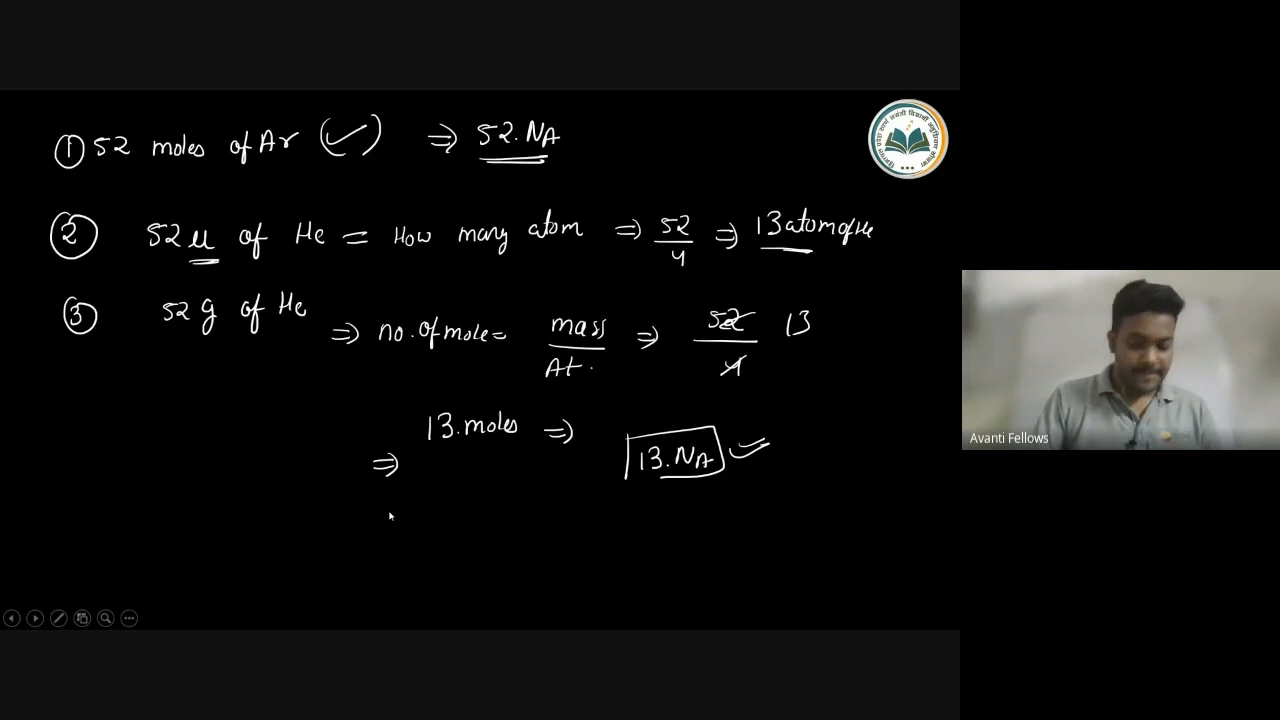 ① 52 moles of Ar (✓) ⇒ 52.NA
② 52 u of He = How many atom ⇒ 52/4 ⇒ 13 atom of He
③ 52 g of He
⇒ no. of mole = mass/At. ⇒ 52/4 13
13.moles ⇒
⇒ 13.NA ✓
Avanti Fellows